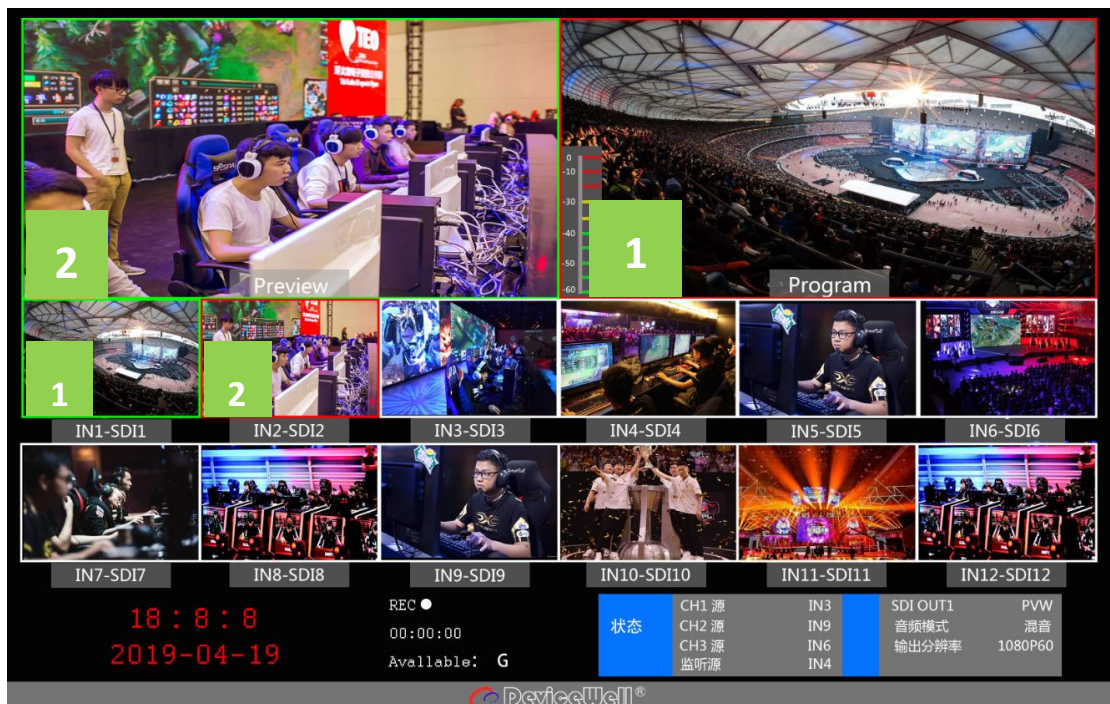 TEO
2
Preview
0
-10
-30
-40
-50
-60
1
Program
1
2
IN1-SDI1
IN2-SDI2
IN3-SDI3
IN4-SDI4
IN5-SDI5
IN6-SDI6
IN7-SDI7
IN8-SDI8
IN9-SDI9
IN10-SDI10
IN11-SDI11
IN12-SDI12
18:8:8
2019-04-19
REC
00:00:00
Available: G
状态
CH1 源 IN3
CH2 源 IN9
CH3 源 IN6
监听源 IN4
SDI OUT1 PVW
音频模式 混音
输出分辨率 1080P60
DeviceWell®